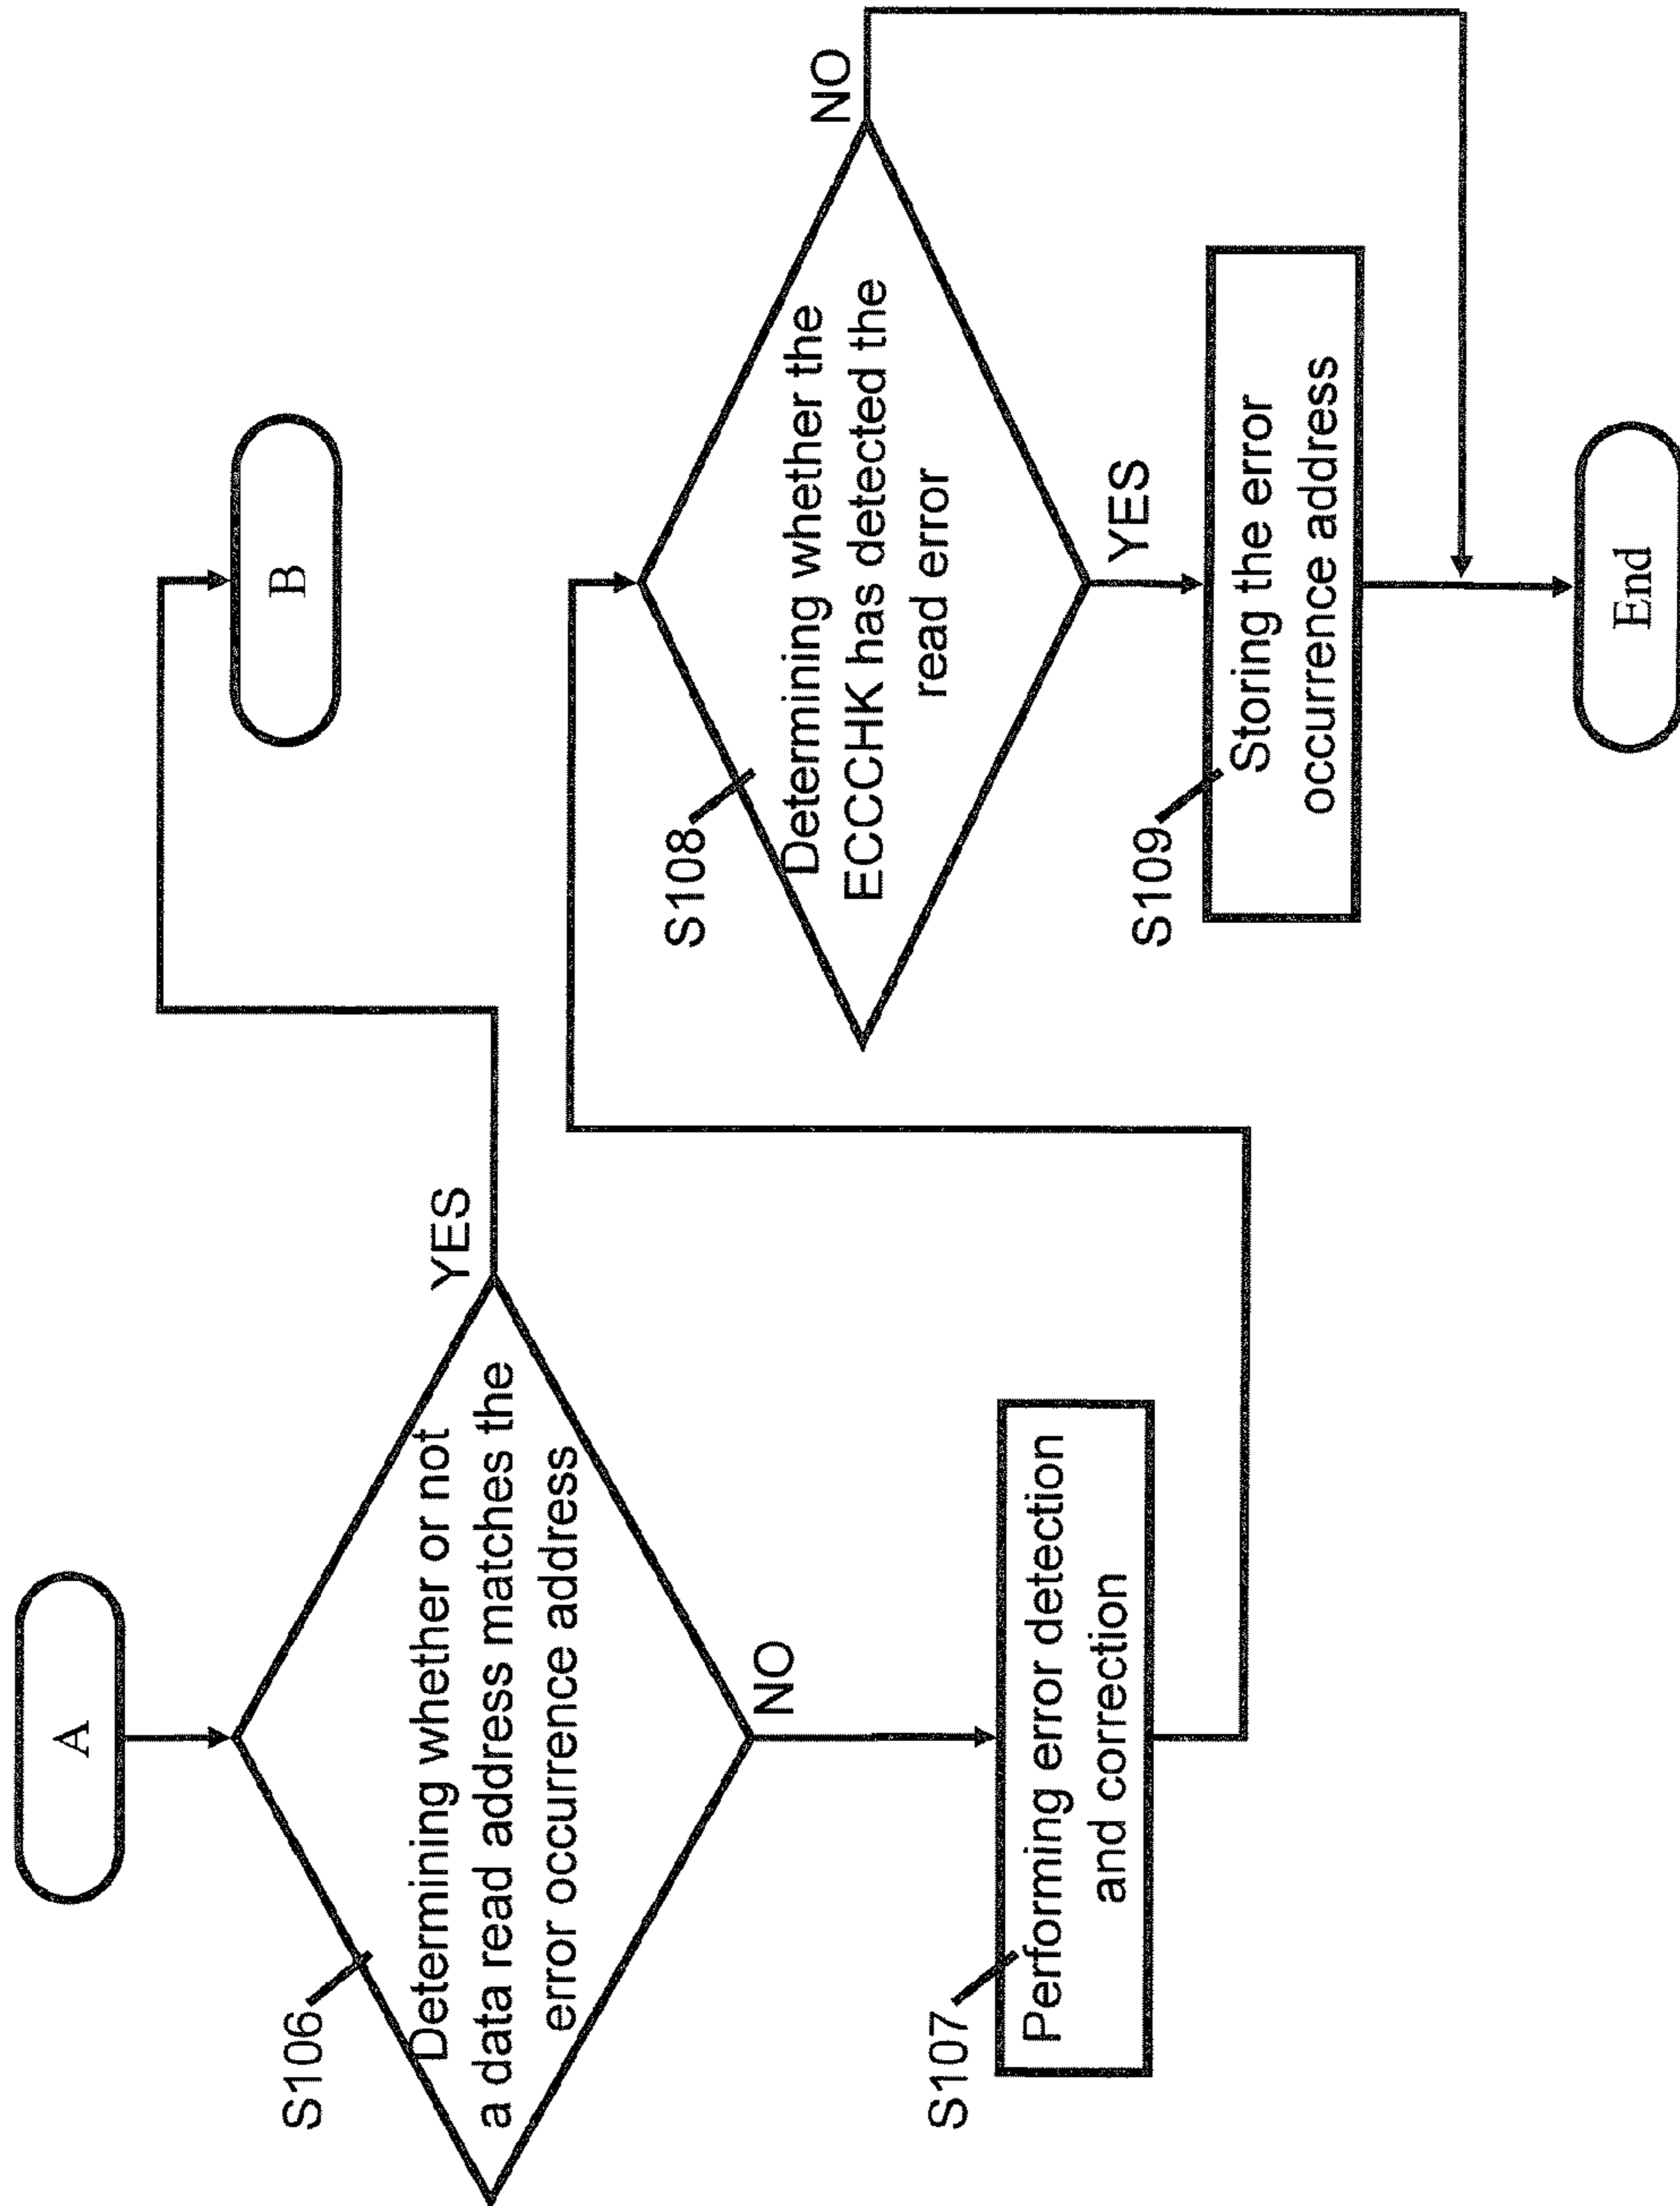 A
S106
Determining whether or not
a data read address matches the
error occurrence address
YES
NO
S107
Performing error detection
and correction
B
S108
Determining whether the
ECCCHK has detected the
read error
NO
YES
S109
Storing the error
occurrence address
End